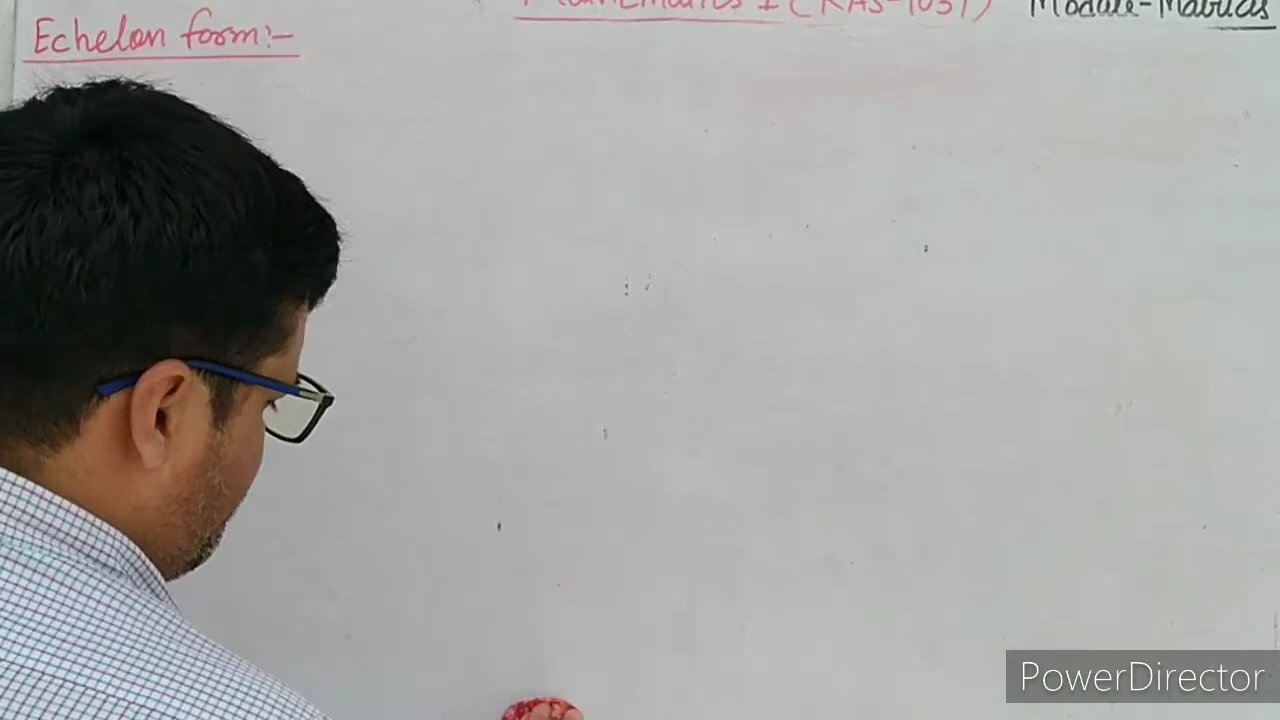 Mathematics I (KAS-103T) Module-Matrices
Echelon form:-
PowerDirector